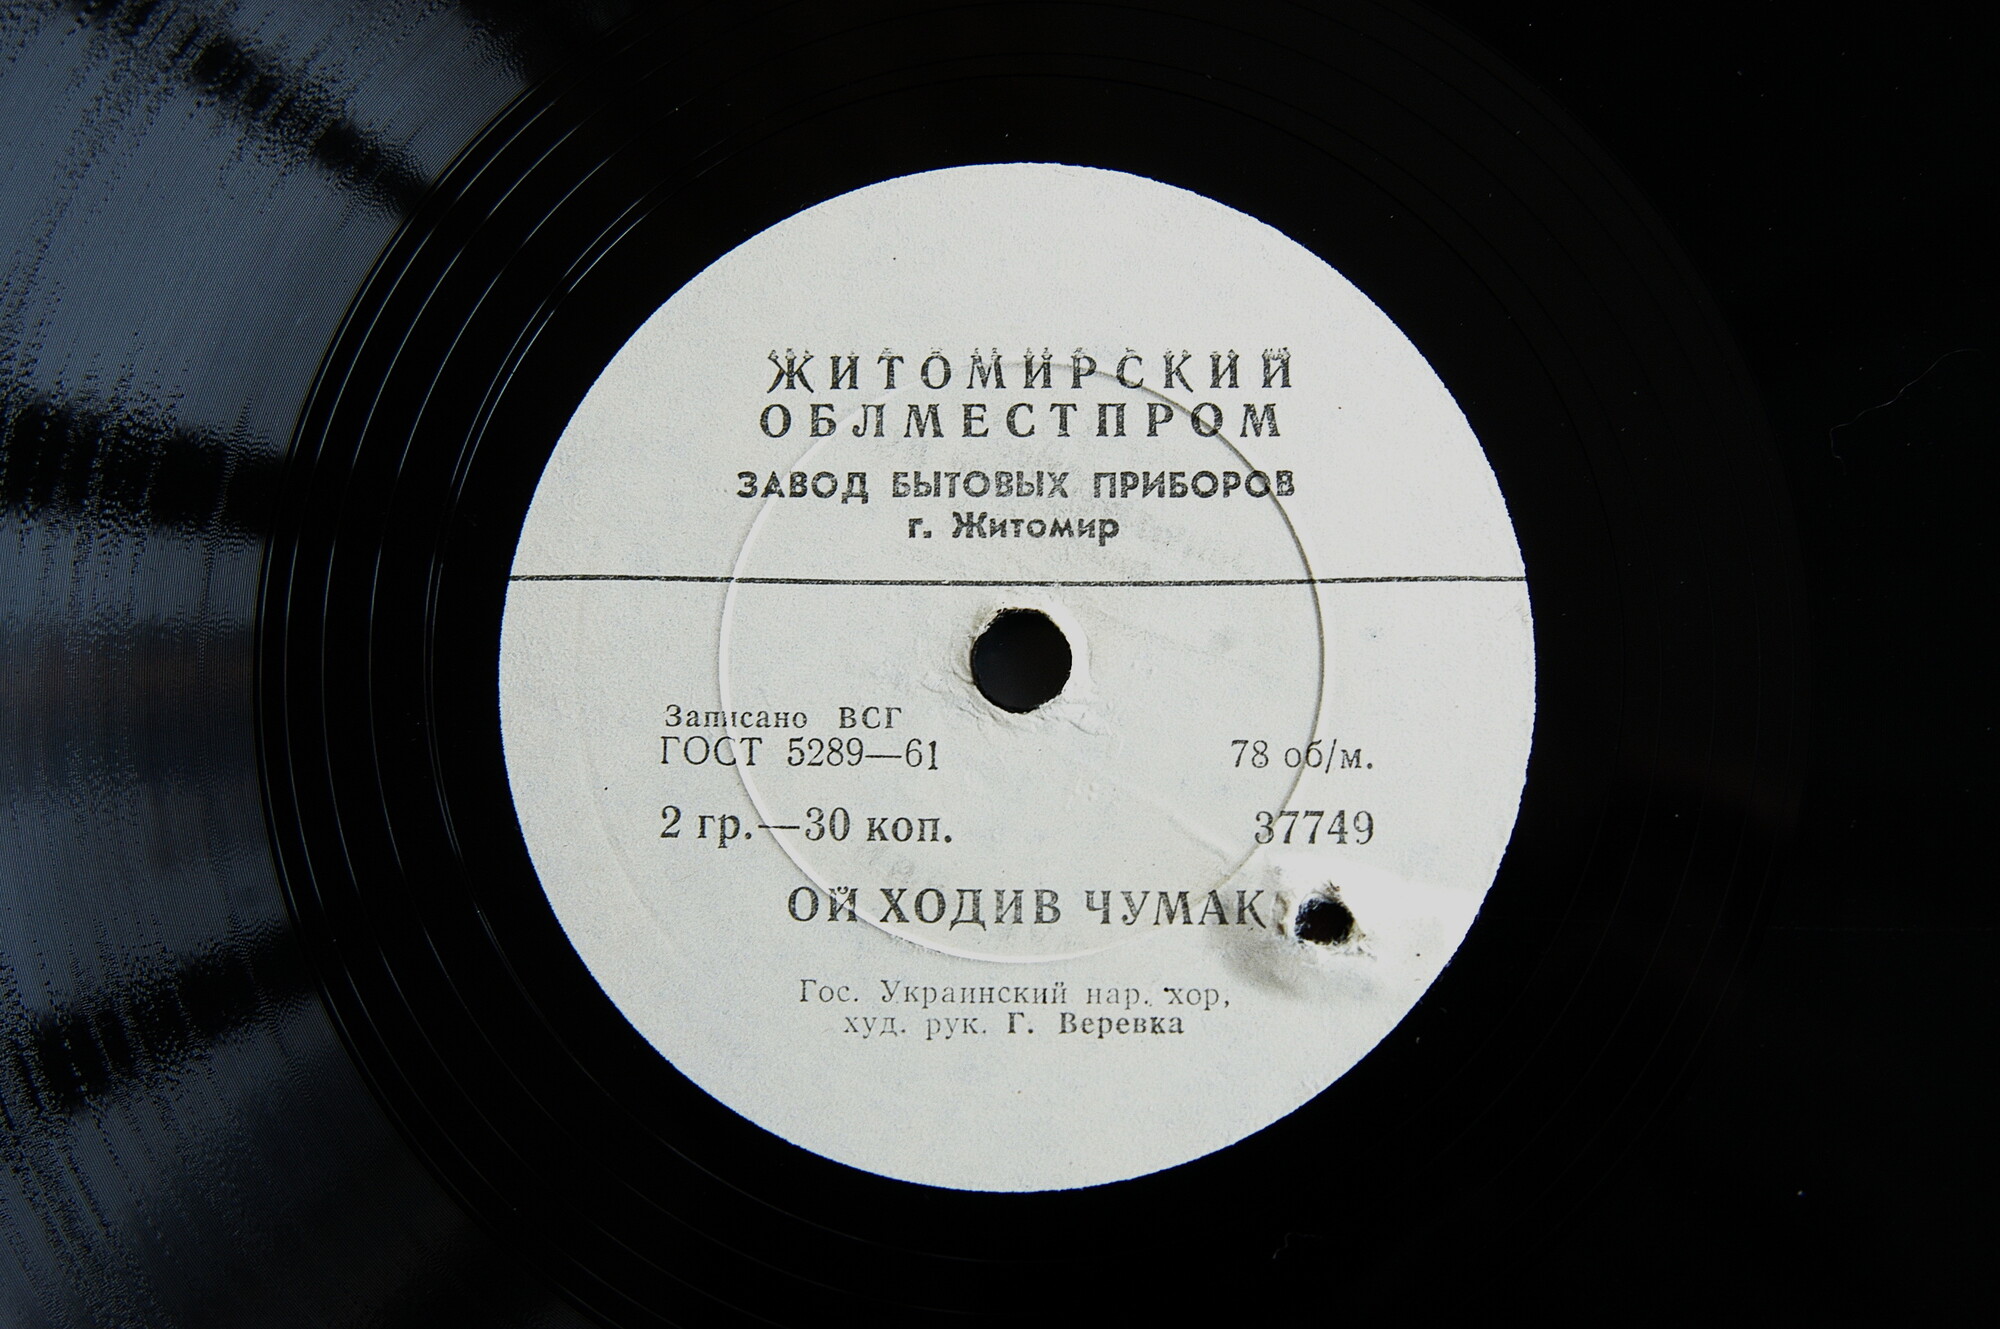 ЖИТОМИРСКИЙ
ОБЛМЕСТПРОМ
ЗАВОД БЫТОВЫХ ПРИБОРОВ
г. Житомир
Записано ВСГ
ГОСТ 5289—61 78 об/м.
2 гр.—30 коп. 37749
ОЙ ХОДИВ ЧУМАК
Гос. Украинский нар. хор,
худ. рук. Г. Веревка